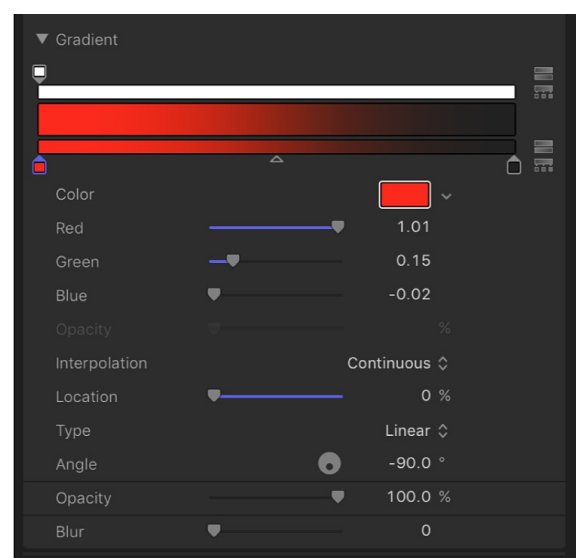 Gradient
Color
Red 1.01
Green 0.15
Blue -0.02
Opacity %
Interpolation Continuous
Location 0 %
Type Linear
Angle -90.0 °
Opacity 100.0 %
Blur 0